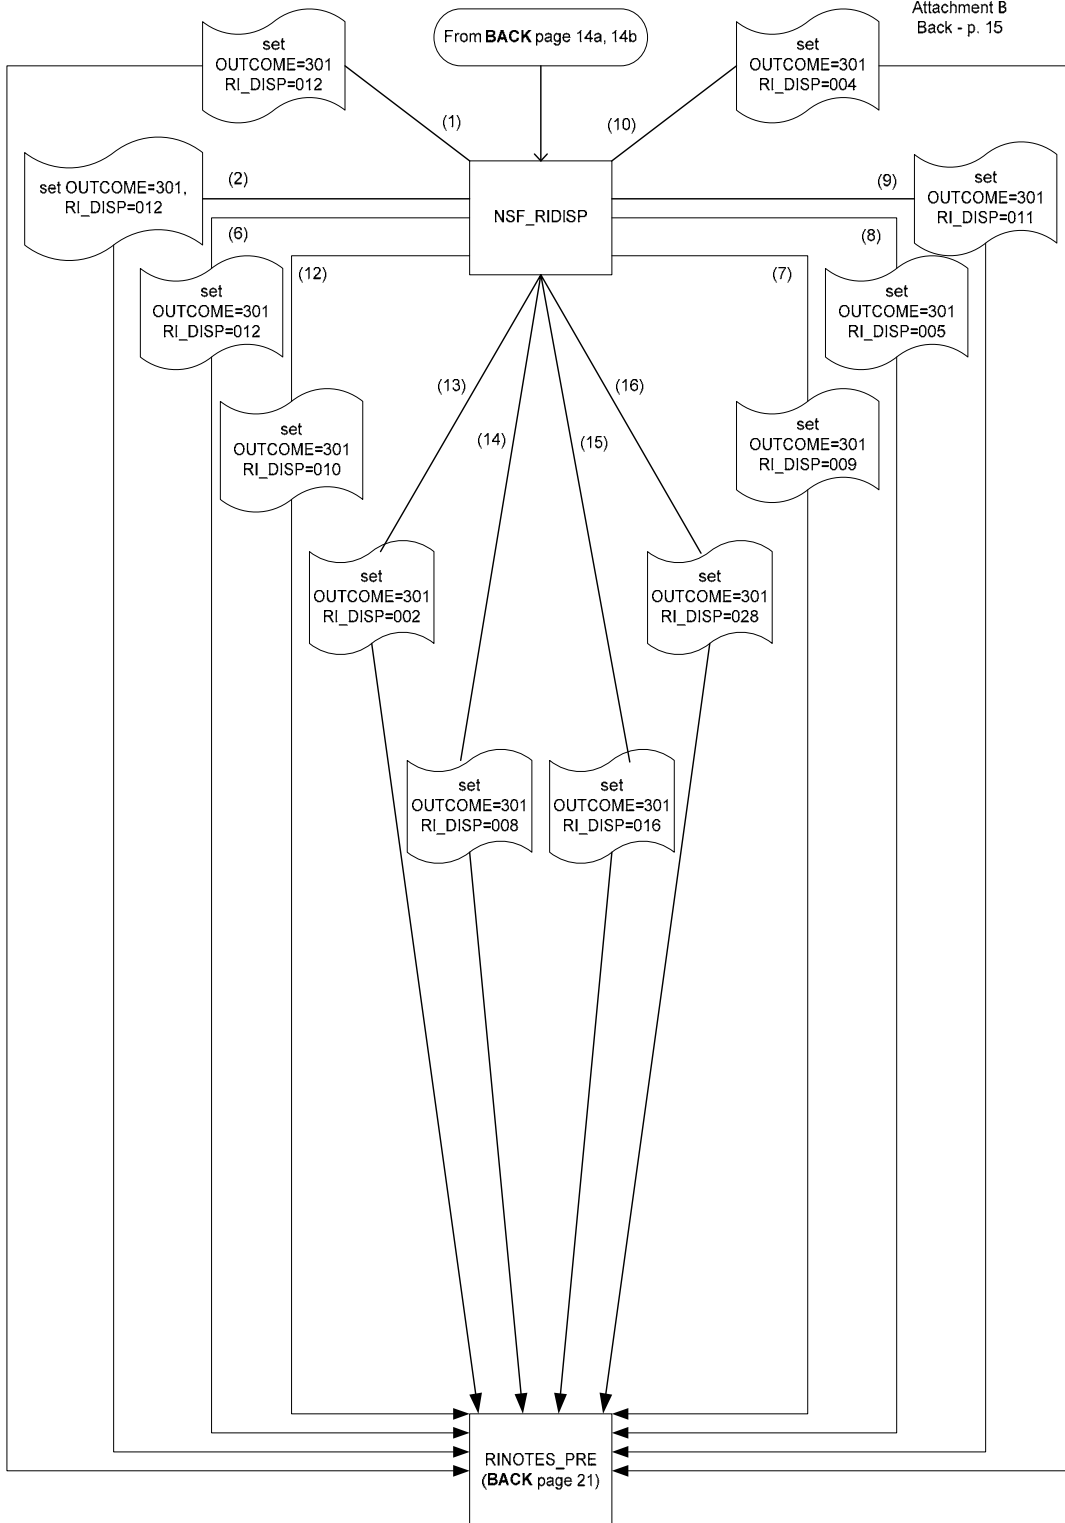 Attachment B
Back - p. 15
From BACK page 14a, 14b
set
OUTCOME=301
RI_DISP=012
set
OUTCOME=301
RI_DISP=004
(1)
(10)
set OUTCOME=301,
RI_DISP=012
(2)
(9)
set
OUTCOME=301
RI_DISP=011
NSF_RIDISP
(6)
(8)
(12)
(7)
set
OUTCOME=301
RI_DISP=012
set
OUTCOME=301
RI_DISP=005
(13)
(16)
(14)
(15)
set
OUTCOME=301
RI_DISP=010
set
OUTCOME=301
RI_DISP=009
set
OUTCOME=301
RI_DISP=002
set
OUTCOME=301
RI_DISP=028
set
OUTCOME=301
RI_DISP=008
set
OUTCOME=301
RI_DISP=016
RINOTES_PRE
(BACK page 21)